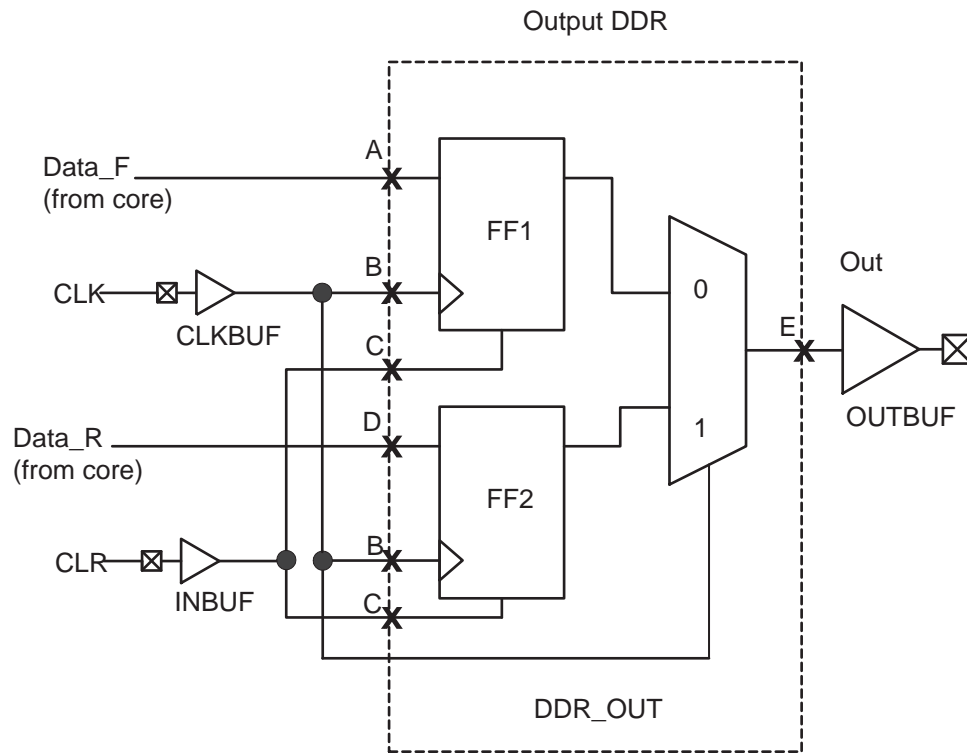 Output DDR
A
Data_F
(from core)
FF1
B
CLK
CLKBUF
0
Out
E
C
OUTBUF
D
Data_R
(from core)
1
FF2
B
CLR
INBUF
C
DDR_OUT